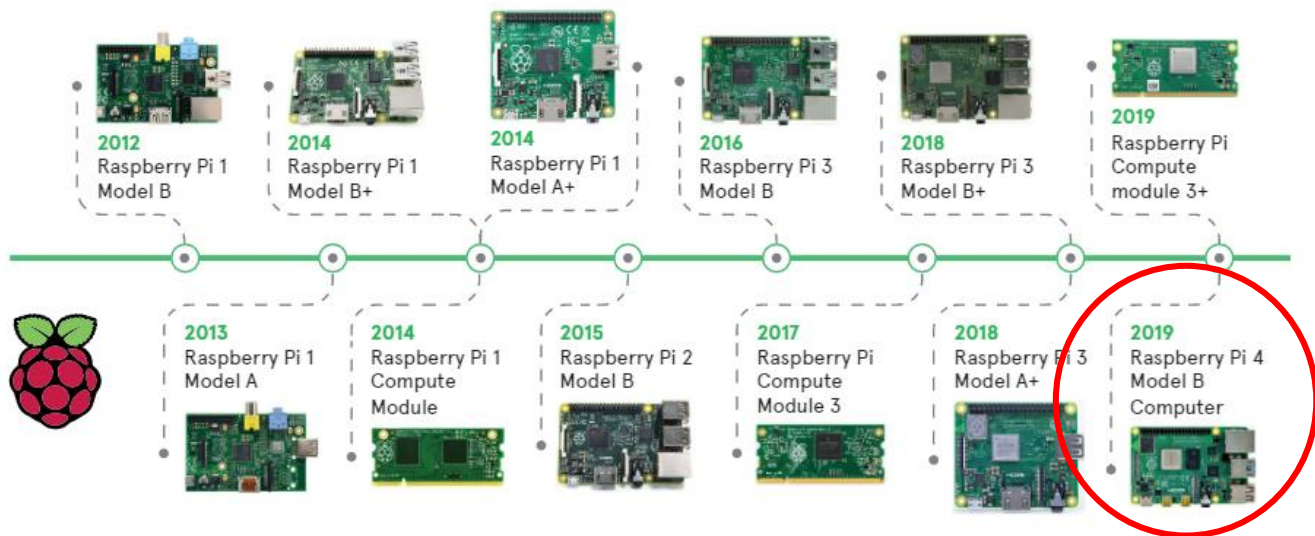 2012
Raspberry Pi 1
Model B
2014
Raspberry Pi 1
Model B+
2014
Raspberry Pi 1
Model A+
2016
Raspberry Pi 3
Model B
2018
Raspberry Pi 3
Model B+
2019
Raspberry Pi
Compute
module 3+
2013
Raspberry Pi 1
Model A
2014
Raspberry Pi 1
Compute
Module
2015
Raspberry Pi 2
Model B
2017
Raspberry Pi
Compute
Module 3
2018
Raspberry Pi 3
Model A+
2019
Raspberry Pi 4
Model B
Computer